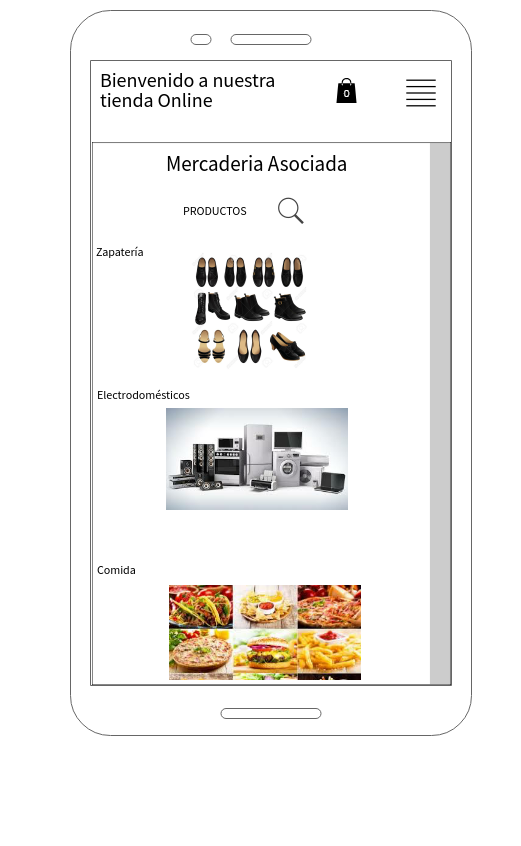 Bienvenido a nuestra
tienda Online
0
Mercaderia Asociada
PRODUCTOS
Zapatería
Electrodomésticos
Comida